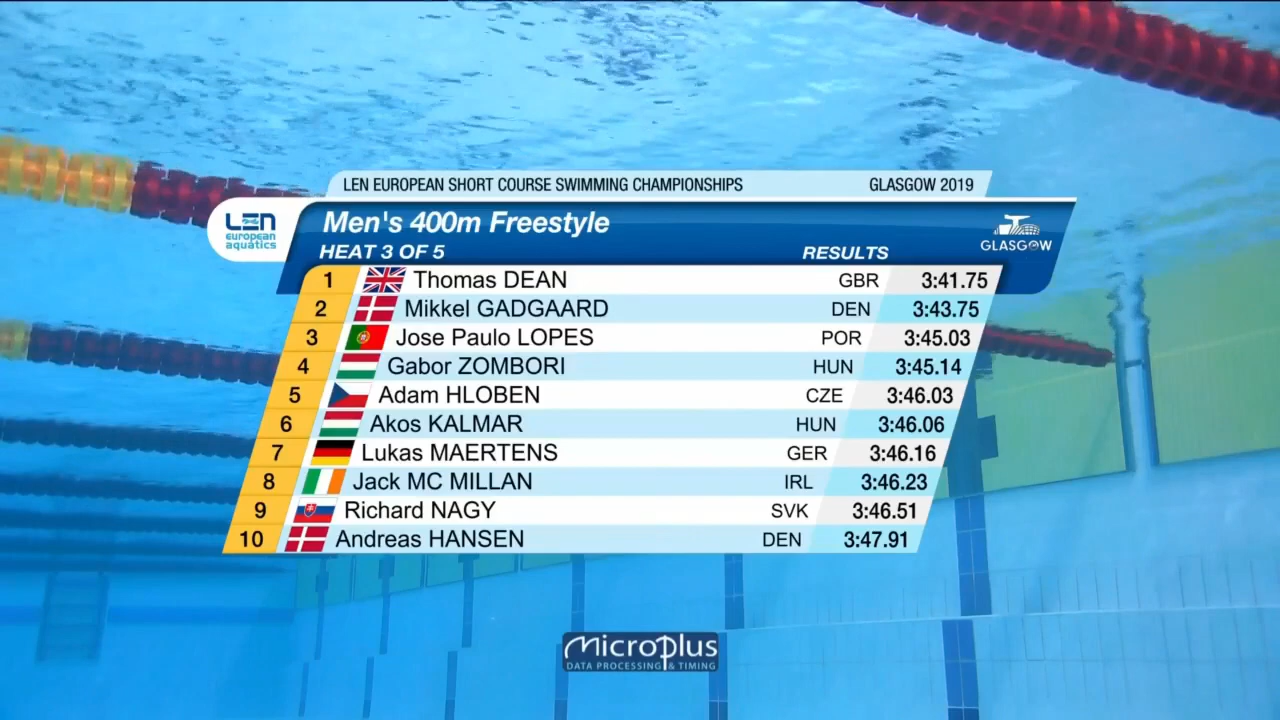 LEN EUROPEAN SHORT COURSE SWIMMING CHAMPIONSHIPS GLASGOW 2019
LEN
european
aquatics
Men's 400m Freestyle
GLASGOW
HEAT 3 OF 5 RESULTS
1 Thomas DEAN GBR 3:41.75
2 Mikkel GADGAARD DEN 3:43.75
3 Jose Paulo LOPES POR 3:45.03
4 Gabor ZOMBORI HUN 3:45.14
5 Adam HLOBEN CZE 3:46.03
6 Akos KALMAR HUN 3:46.06
7 Lukas MAERTENS GER 3:46.16
8 Jack MC MILLAN IRL 3:46.23
9 Richard NAGY SVK 3:46.51
10 Andreas HANSEN DEN 3:47.91
MicroPlus
DATA PROCESSING & TIMING